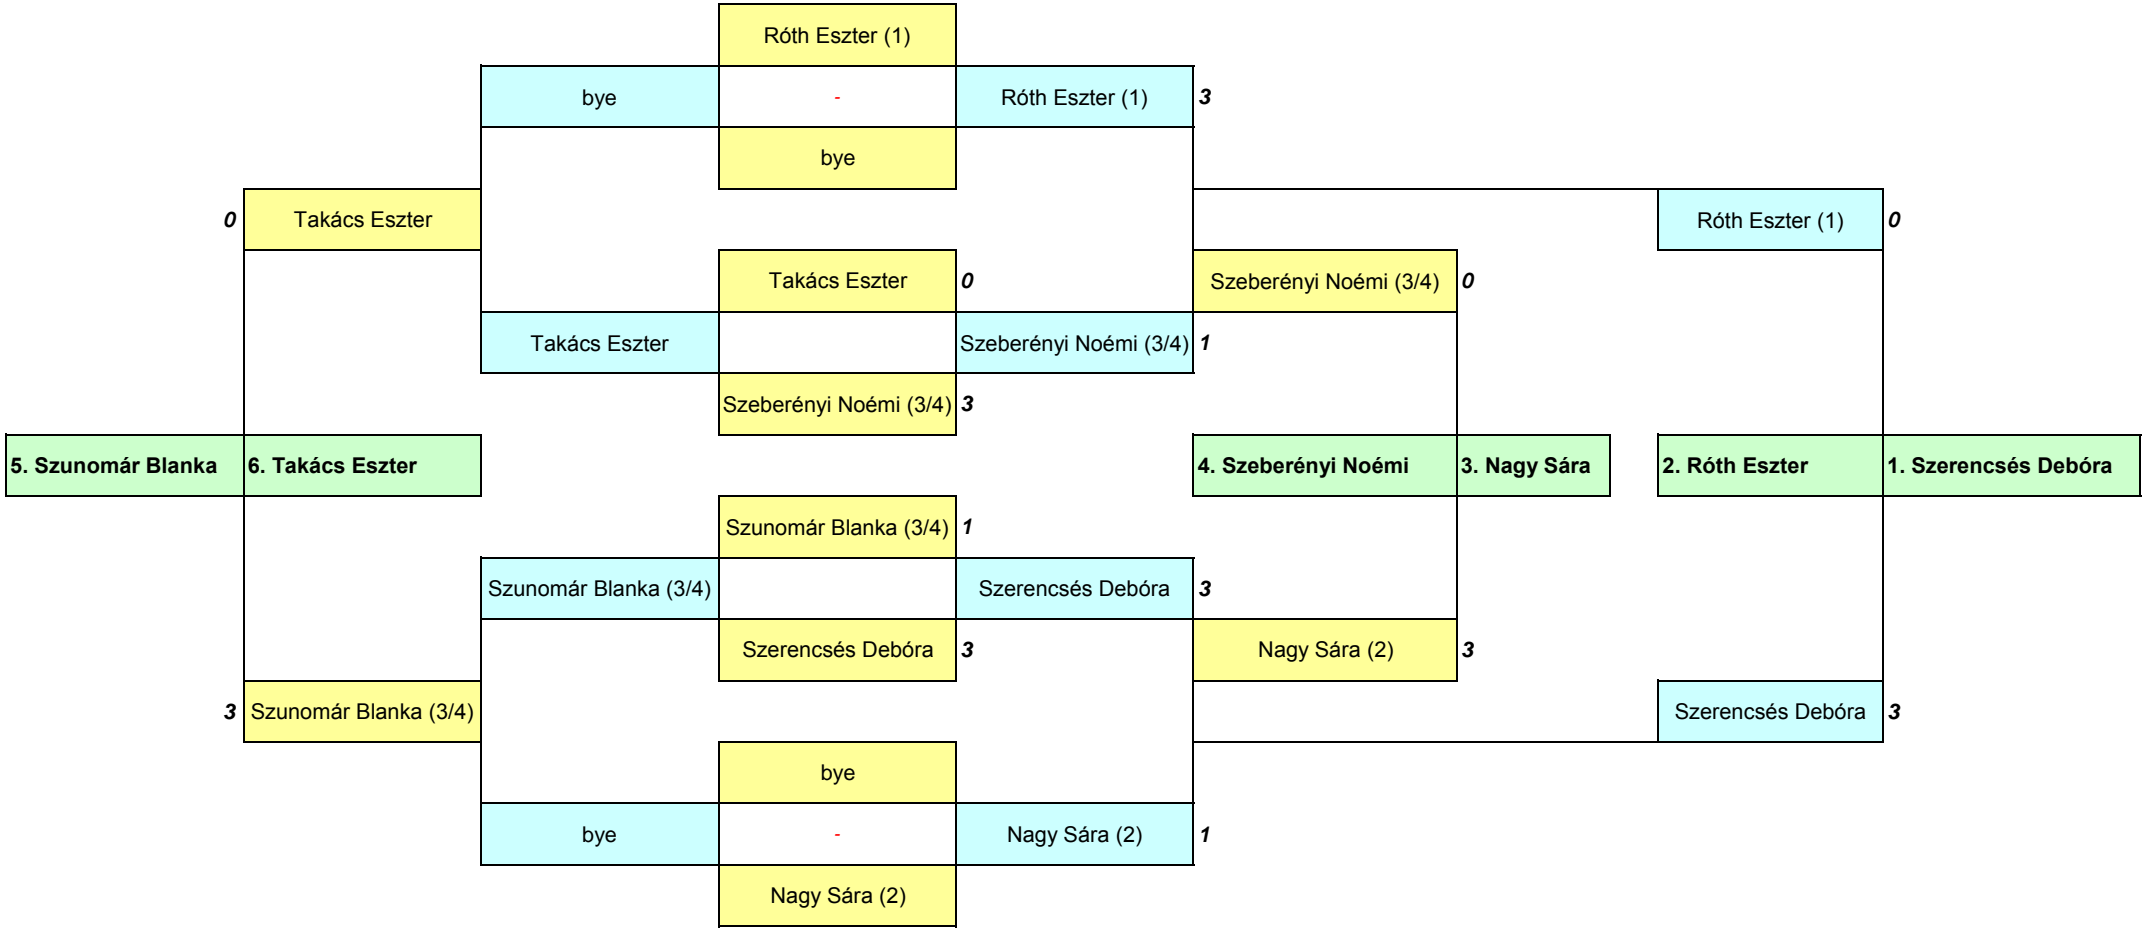 Róth Eszter (1)
bye - Róth Eszter (1) 3
bye
0 Takács Eszter Róth Eszter (1) 0
Takács Eszter 0 Szeberényi Noémi (3/4) 0
Takács Eszter Szeberényi Noémi (3/4) 1
Szeberényi Noémi (3/4) 3
5. Szunomár Blanka 6. Takács Eszter 4. Szeberényi Noémi 3. Nagy Sára 2. Róth Eszter 1. Szerencsés Debóra
Szunomár Blanka (3/4) 1
Szunomár Blanka (3/4) Szerencsés Debóra 3
Szerencsés Debóra 3 Nagy Sára (2) 3
3 Szunomár Blanka (3/4) Szerencsés Debóra 3
bye
bye - Nagy Sára (2) 1
Nagy Sára (2)